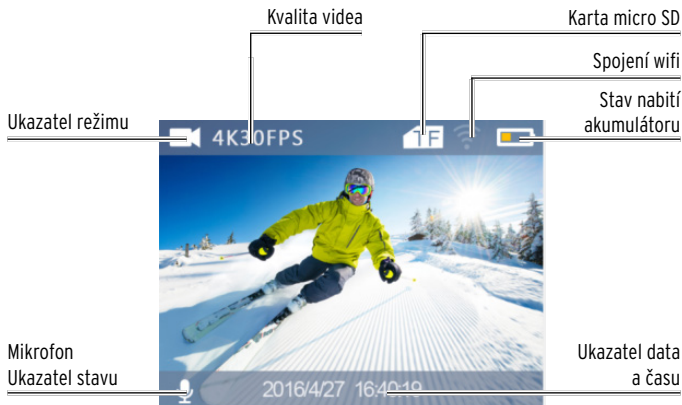 Kvalita videa
Karta micro SD
Spojení wifi
Stav nabití
akumulátoru
Ukazatel režimu
4K30FPS
TF
Mikrofon
Ukazatel stavu
Ukazatel data
a času
2016/4/27 16:40:19